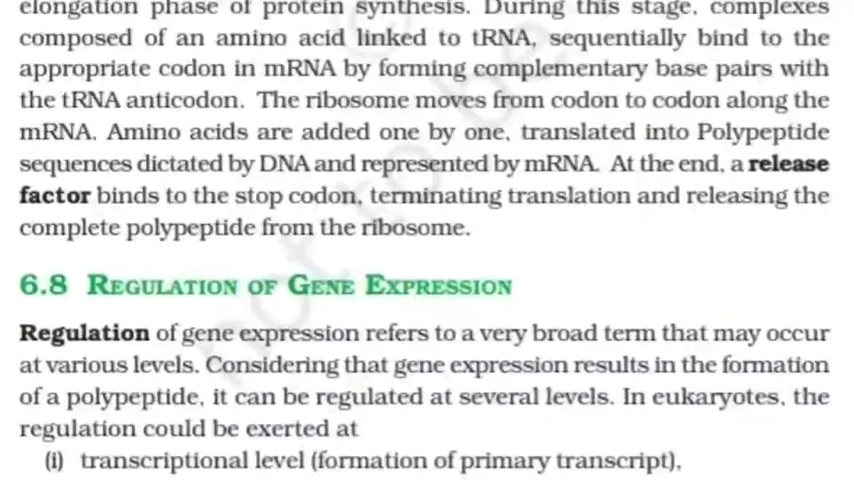 elongation phase of protein synthesis. During this stage, complexes
composed of an amino acid linked to tRNA, sequentially bind to the
appropriate codon in mRNA by forming complementary base pairs with
the tRNA anticodon. The ribosome moves from codon to codon along the
mRNA. Amino acids are added one by one, translated into Polypeptide
sequences dictated by DNA and represented by mRNA. At the end, a release
factor binds to the stop codon, terminating translation and releasing the
complete polypeptide from the ribosome.
6.8 REGULATION OF GENE EXPRESSION
Regulation of gene expression refers to a very broad term that may occur
at various levels. Considering that gene expression results in the formation
of a polypeptide, it can be regulated at several levels. In eukaryotes, the
regulation could be exerted at
(i) transcriptional level (formation of primary transcript),
not to be